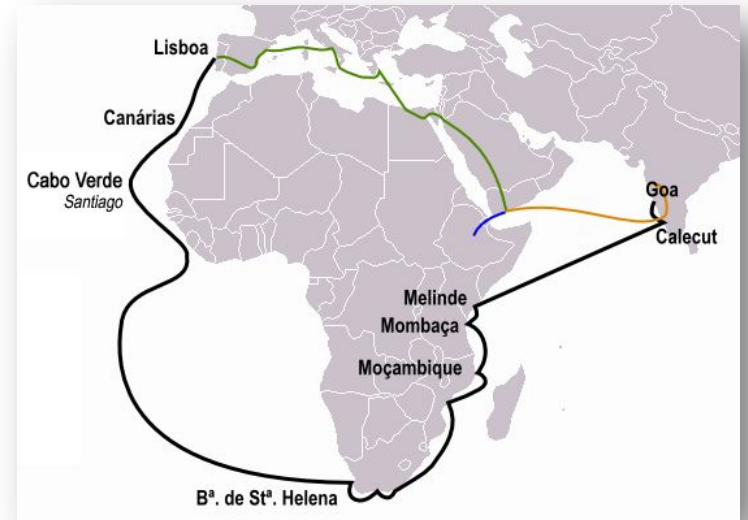 Lisboa
Canárias
Cabo Verde
Santiago
Goa
Calecut
Melinde
Mombaça
Moçambique
Bª. de Stª. Helena